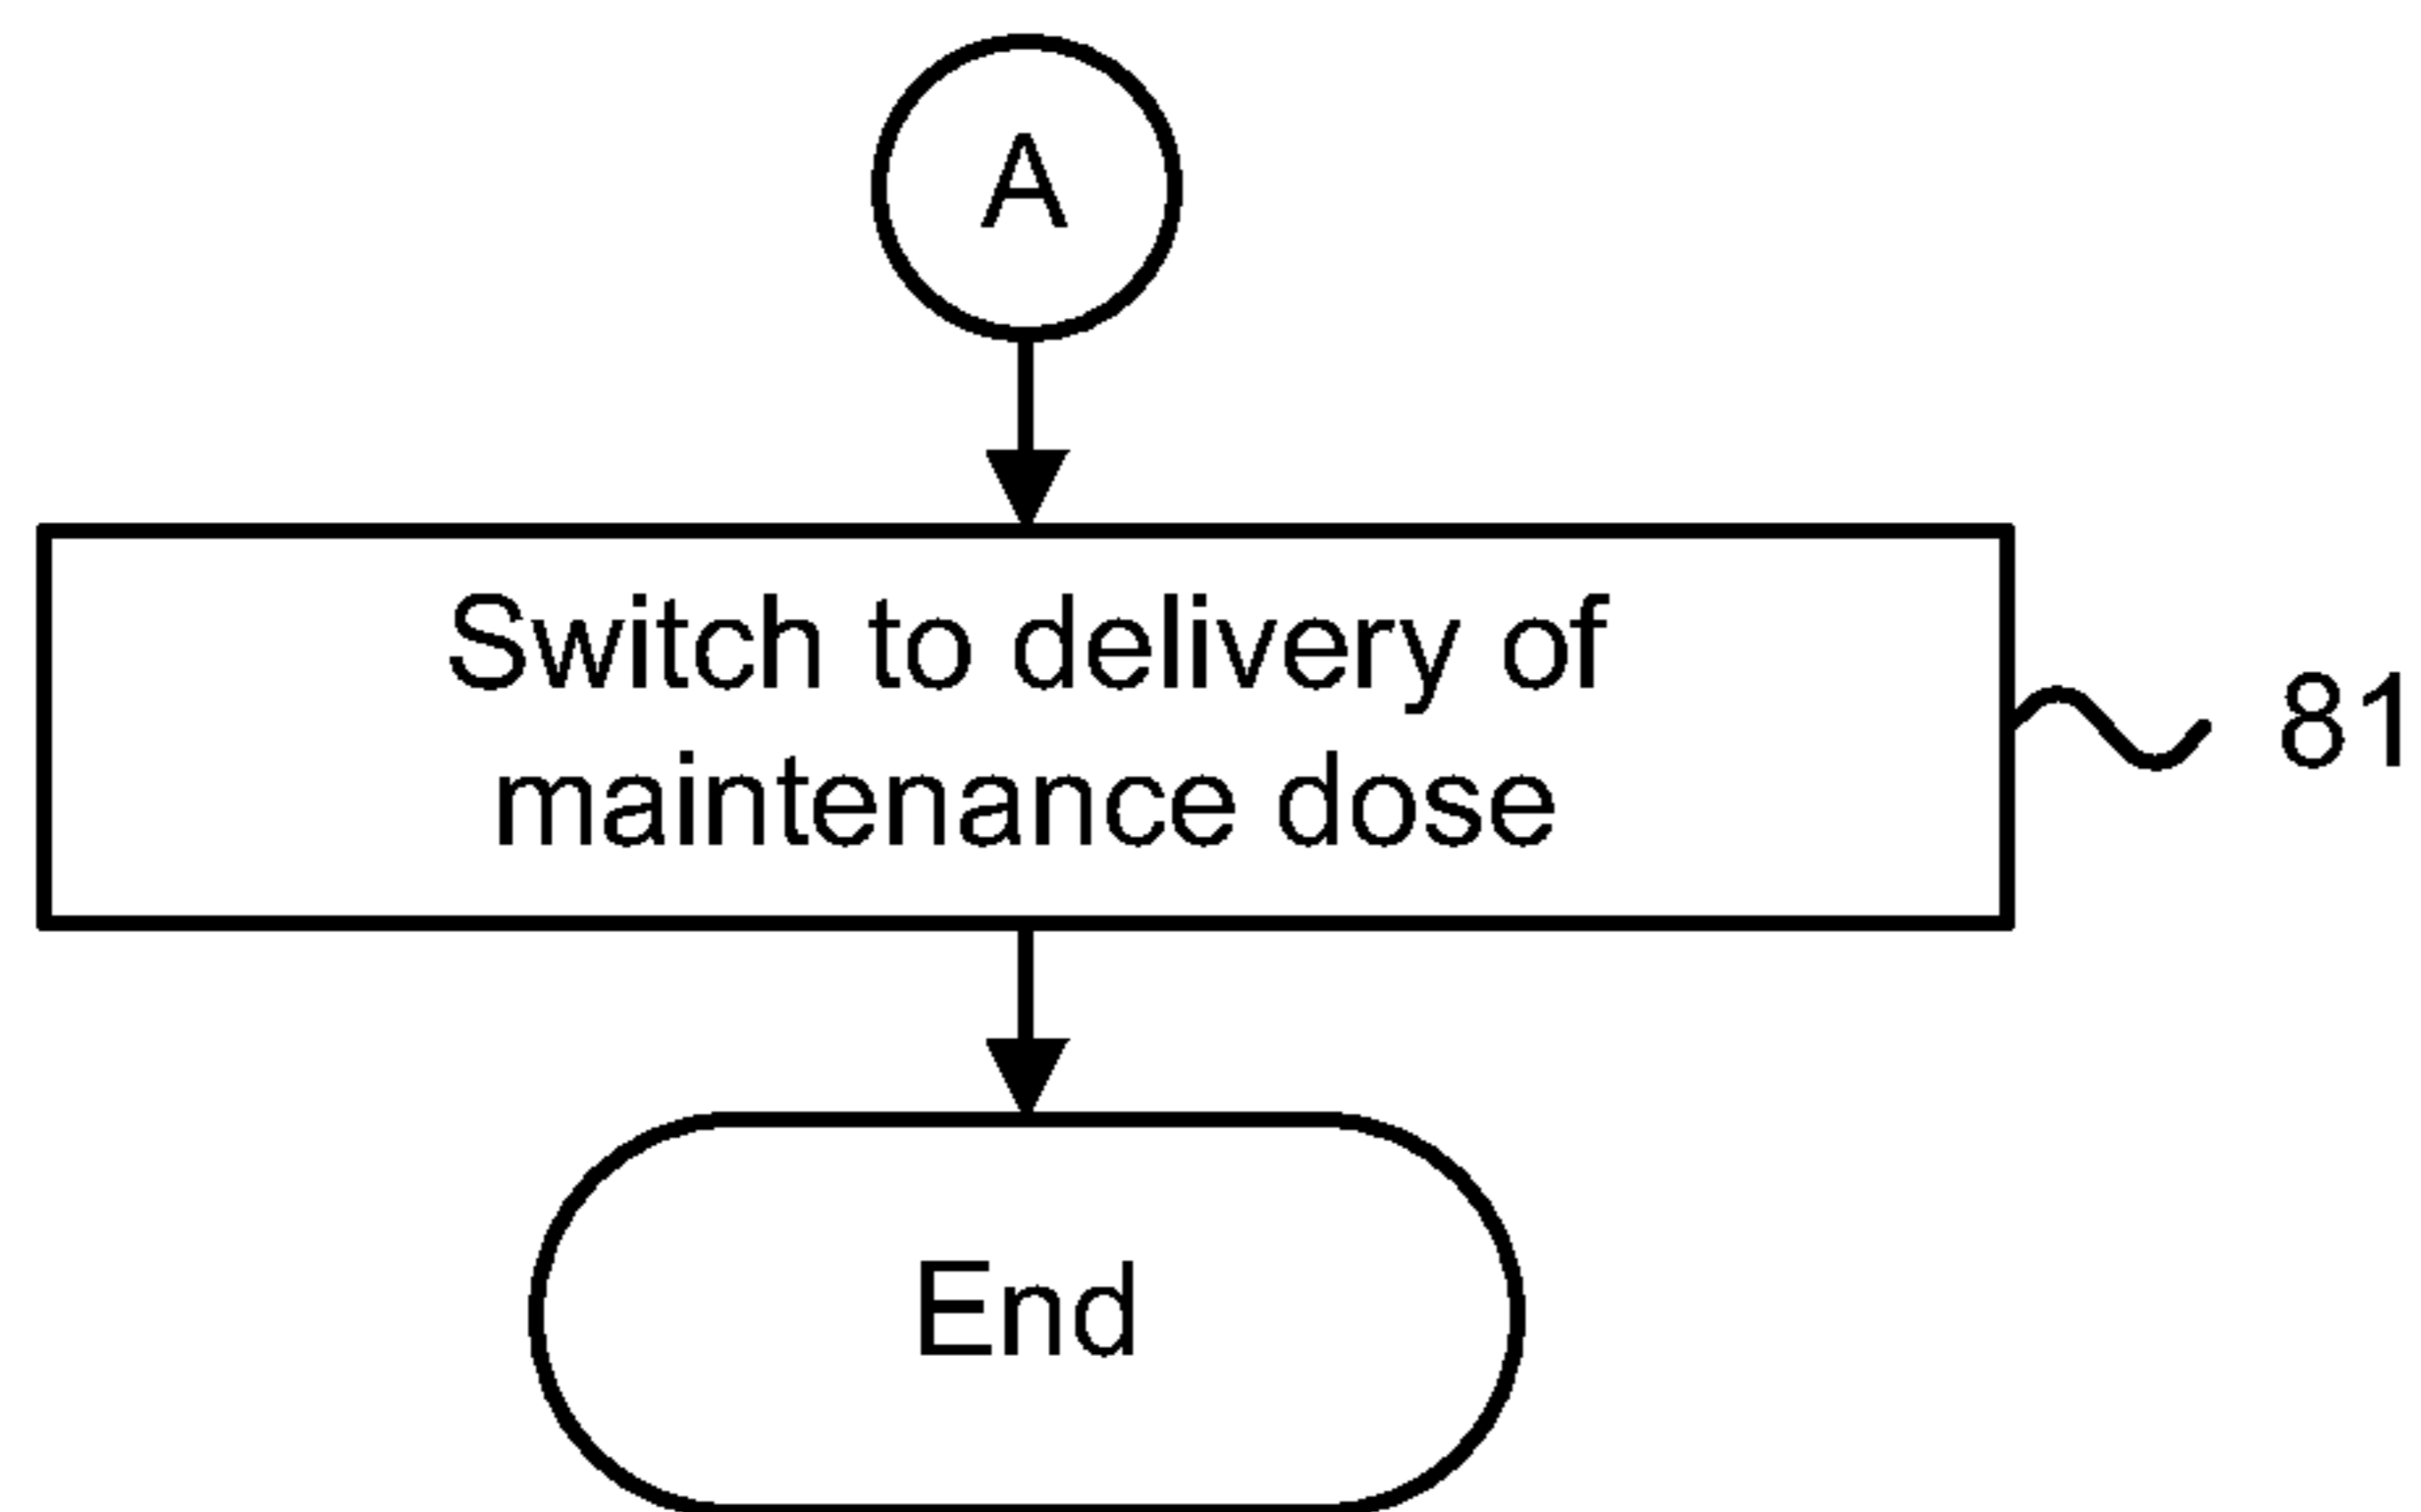 A
Switch to delivery of
maintenance dose
81
End